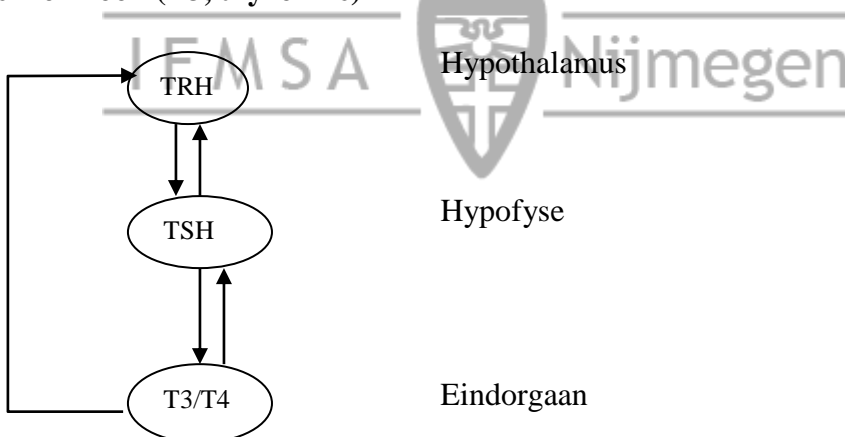 IFMSA
Nijmegen
TRH
Hypothalamus
TSH
Hypofyse
T3/T4
Eindorgaan